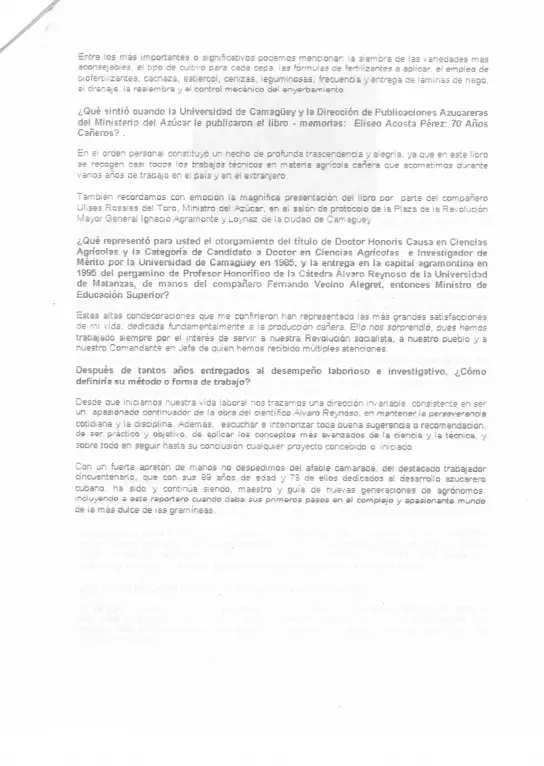 Entre los más importantes o significativos podemos mencionar: la siembra de las variedades más
aconsejables, el tipo de cultivo para cada cepa, las fórmulas de fertilizantes a aplicar, el empleo de
biofertilizantes, cachaza, estiércol, cenizas, leguminosas, frecuencia y entrega de láminas de riego,
el drenaje, la resiembra y el control mecánico del enyerbamiento.
¿Qué sintió cuando la Universidad de Camagüey y la Dirección de Publicaciones Azucareras
del Ministerio del Azúcar le publicaron el libro - memorias: Eliseo Acosta Pérez: 70 Años
Cañeros? .
En el orden personal constituyó un hecho de profunda trascendencia y alegría, ya que en este libro
se recogen casi todos los trabajos técnicos en materia agrícola cañera que acometimos durante
varios años de trabajo en el país y en el extranjero.
También recordamos con emoción la magnífica presentación del libro por parte del compañero
Ulises Rosales del Toro, Ministro del Azúcar, en el salón de protocolo de la Plaza de la Revolución
Mayor General Ignacio Agramonte y Loynaz de la ciudad de Camagüey
¿Qué representó para usted el otorgamiento del título de Doctor Honoris Causa en Ciencias
Agrícolas y la Categoría de Candidato a Doctor en Ciencias Agrícolas e Investigador de
Mérito por la Universidad de Camagüey en 1985, y la entrega en la capital agramontina en
1995 del pergamino de Profesor Honorífico de la Cátedra Álvaro Reynoso de la Universidad
de Matanzas, de manos del compañero Fernando Vecino Alegret, entonces Ministro de
Educación Superior?
Estas altas condecoraciones que me confirieron han representado las más grandes satisfacciones
de mi vida, dedicada fundamentalmente a la producción cañera. Ello nos sorprendió, pues hemos
trabajado siempre por el interés de servir a nuestra Revolución socialista, a nuestro pueblo y a
nuestro Comandante en Jefe de quien hemos recibido múltiples atenciones.
Después de tantos años entregados al desempeño laborioso e investigativo, ¿Cómo
definiría su método o forma de trabajo?
Desde que iniciamos nuestra vida laboral nos trazamos una dirección invariable, consistente en ser
un apasionado continuador de la obra del científico Álvaro Reynoso, en mantener la perseverancia
cotidiana y la disciplina. Además, escuchar e interiorizar toda buena sugerencia o recomendación,
de ser práctico y objetivo, de aplicar los conceptos más avanzados de la ciencia y la técnica, y
sobre todo en seguir hasta su conclusión cualquier proyecto concebido o iniciado.
Con un fuerte apretón de manos no despedimos del afable camarada, del destacado trabajador
cincuentenario, que con sus 89 años de edad y 73 de ellos dedicados al desarrollo azucarero
cubano, ha sido y continúa siendo, maestro y guía de nuevas generaciones de agrónomos,
incluyendo a este reportero cuando daba sus primeros pasos en el complejo y apasionante mundo
de la más dulce de las gramíneas.